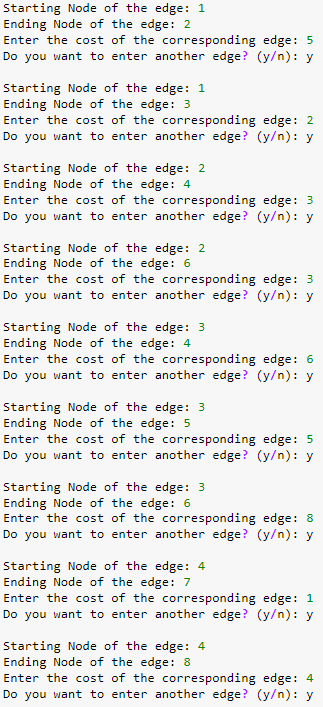 Starting Node of the edge: 1
Ending Node of the edge: 2
Enter the cost of the corresponding edge: 5
Do you want to enter another edge? (y/n): y
Starting Node of the edge: 1
Ending Node of the edge: 3
Enter the cost of the corresponding edge: 2
Do you want to enter another edge? (y/n): y
Starting Node of the edge: 2
Ending Node of the edge: 4
Enter the cost of the corresponding edge: 3
Do you want to enter another edge? (y/n): y
Starting Node of the edge: 2
Ending Node of the edge: 6
Enter the cost of the corresponding edge: 3
Do you want to enter another edge? (y/n): y
Starting Node of the edge: 3
Ending Node of the edge: 4
Enter the cost of the corresponding edge: 6
Do you want to enter another edge? (y/n): y
Starting Node of the edge: 3
Ending Node of the edge: 5
Enter the cost of the corresponding edge: 5
Do you want to enter another edge? (y/n): y
Starting Node of the edge: 3
Ending Node of the edge: 6
Enter the cost of the corresponding edge: 8
Do you want to enter another edge? (y/n): y
Starting Node of the edge: 4
Ending Node of the edge: 7
Enter the cost of the corresponding edge: 1
Do you want to enter another edge? (y/n): y
Starting Node of the edge: 4
Ending Node of the edge: 8
Enter the cost of the corresponding edge: 4
Do you want to enter another edge? (y/n): y